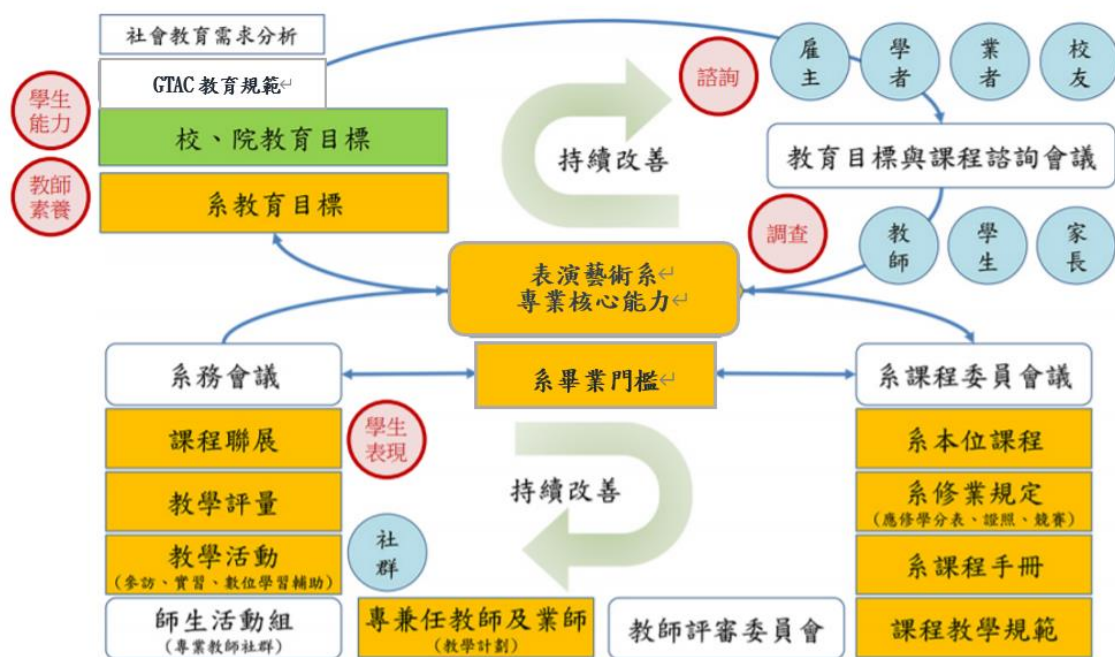 社會教育需求分析
GTAC 教育規範↵
校、院教育目標
系教育目標
學生
能力
教師
素養
持續改善
諮詢
雇主
學者
業者
校友
教育目標與課程諮詢會議
調查
教師
學生
家長
表演藝術系↵
專業核心能力↵
系畢業門檻↵
系務會議
課程聯展
教學評量
教學活動
(參訪、實習、數位學習輔助)
師生活動組
(專業教師社群)
學生
表現
社群
持續改善
專兼任教師及業師
(教學計劃)
教師評審委員會
系課程委員會議
系本位課程
系修業規定
(應修學分表、證照、競賽)
系課程手冊
課程教學規範